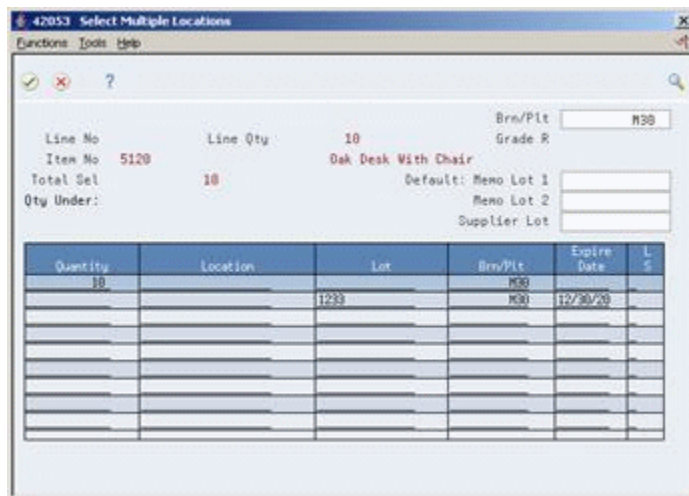 42053 Select Multiple Locations
Functions Tools Help
?
Brn/Plt M30
Line No Line Qty 10 Grade R
Item No 5120 Oak Desk With Chair
Total Sel 10 Default: Memo Lot 1
Qty Under: Memo Lot 2
Supplier Lot
Quantity Location Lot Brn/Plt Expire Date L S
10 M30
1233 M30 12/30/20